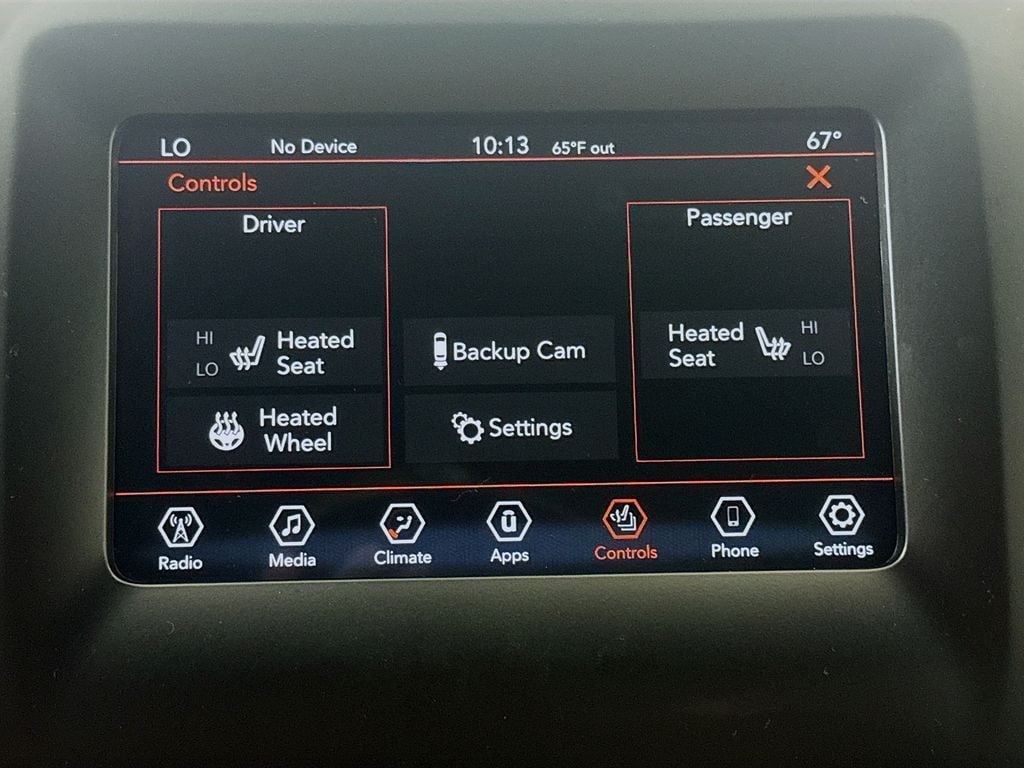 LO No Device 10:13 65°F out 67°
Controls
Driver
Passenger
HI
LO
Heated
Seat
Backup Cam
Heated
Seat
HI
LO
Heated
Wheel
Settings
Radio
Media
Climate
ū
Apps
Controls
Phone
Settings